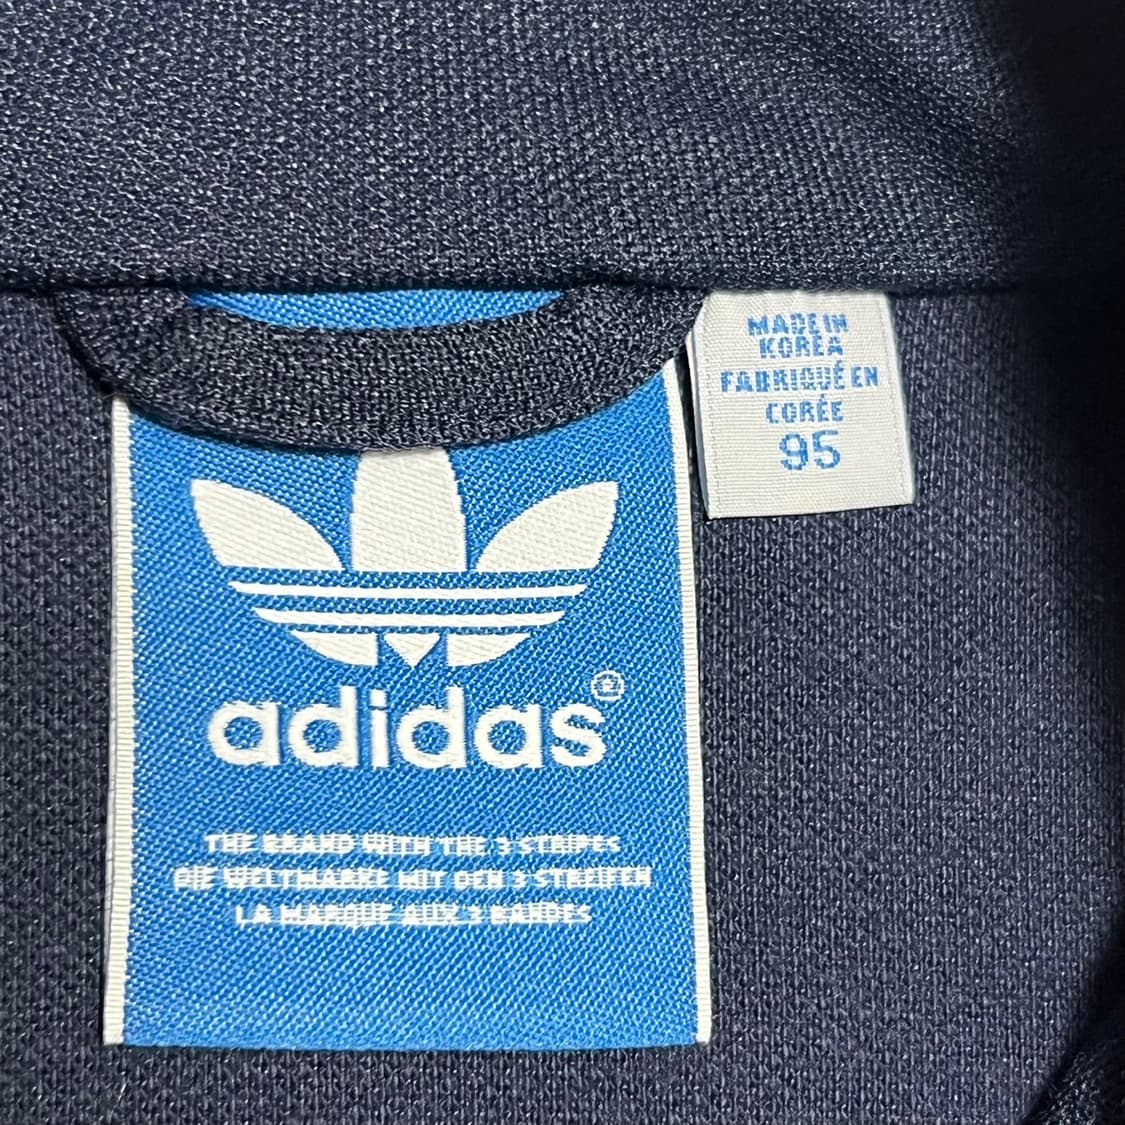 MADE IN
KOREA
FABRIQUÉ EN
CORÉE
95
adidas®
THE BRAND WITH THE 3 STRIPES
DIE WELTMARKE MIT DEN 3 STREIFEN
LA MARQUE AUX 3 BANDES